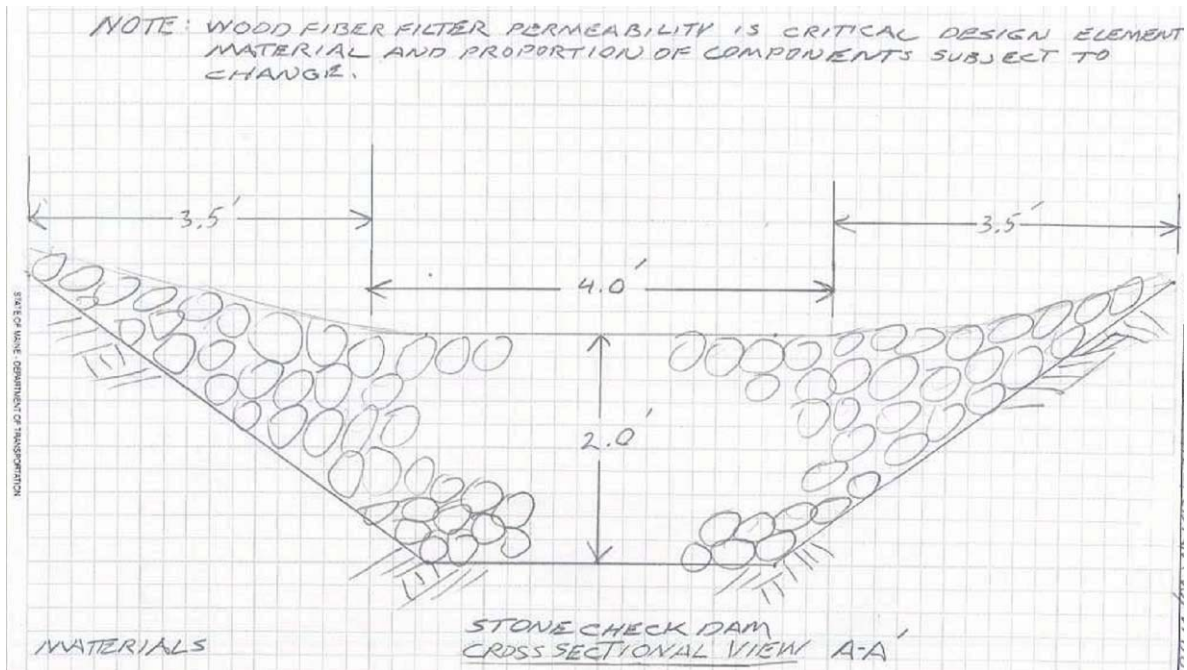 NOTE: WOOD FIBER FILTER PERMEABILITY IS CRITICAL DESIGN ELEMENT
MATERIAL AND PROPORTION OF COMPONENTS SUBJECT TO
CHANGE.
3.5'
3.5'
4.0'
2.0'
STATE OF MAINE - DEPARTMENT OF TRANSPORTATION
STONE CHECK DAM
CROSS SECTIONAL VIEW A-A'
MATERIALS